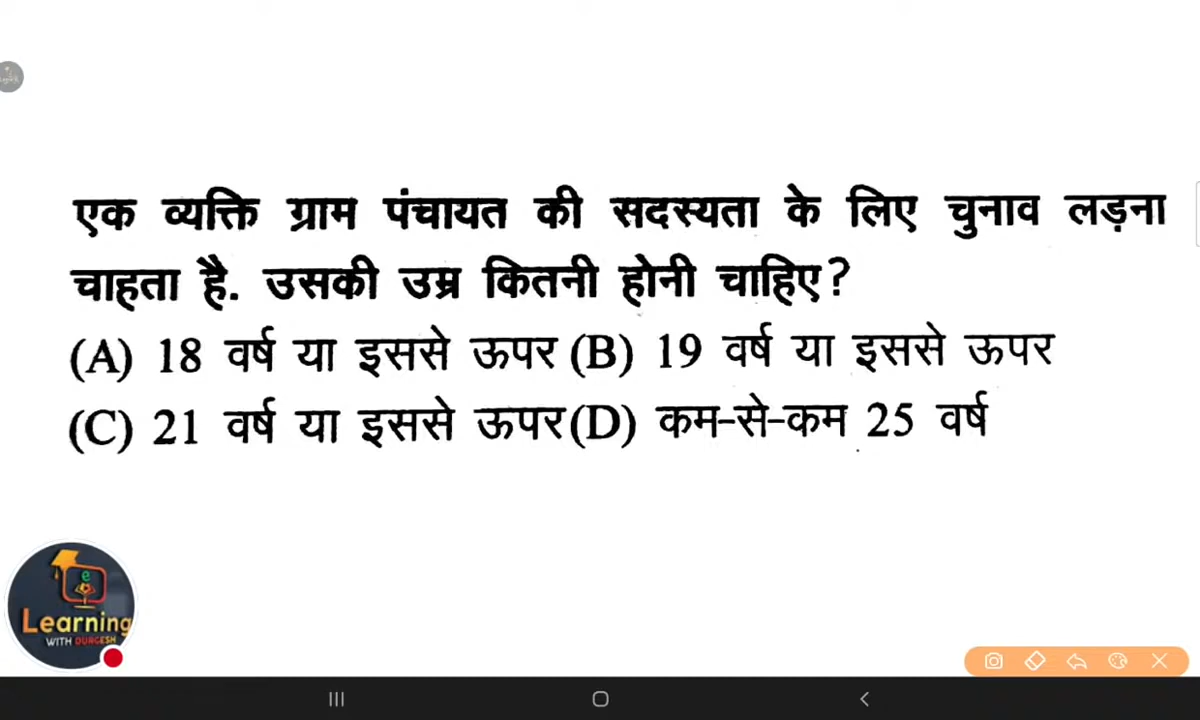 एक व्यक्ति ग्राम पंचायत की सदस्यता के लिए चुनाव लड़ना
चाहता है. उसकी उम्र कितनी होनी चाहिए?
(A) 18 वर्ष या इससे ऊपर (B) 19 वर्ष या इससे ऊपर
(C) 21 वर्ष या इससे ऊपर(D) कम-से-कम 25 वर्ष
e
Learning
WITH DURGESH